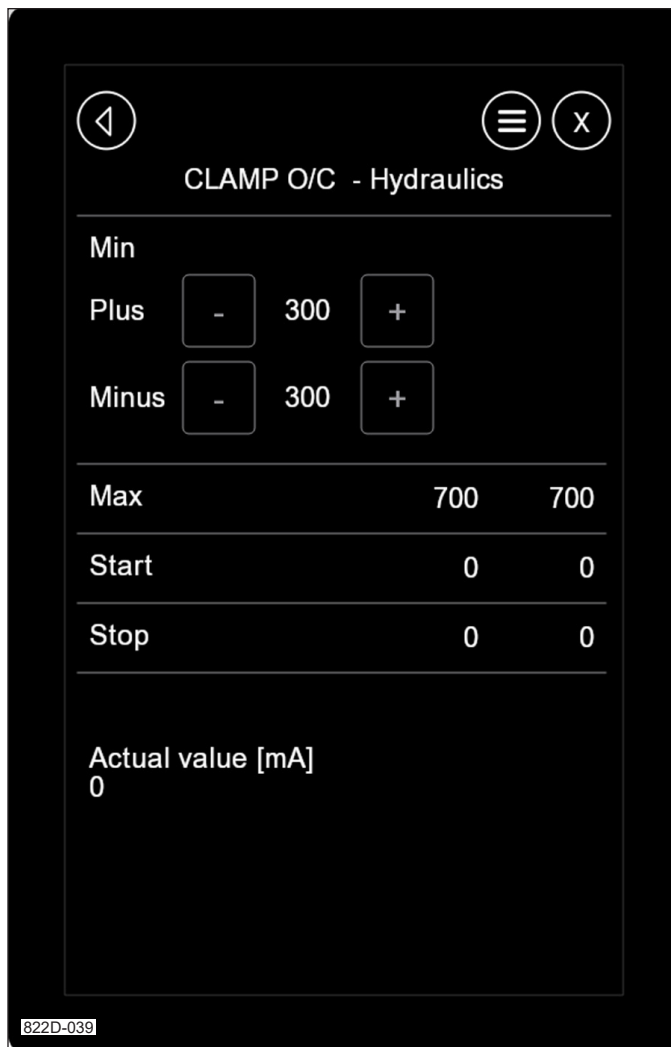 X
CLAMP O/C - Hydraulics
Min
Plus - 300 +
Minus - 300 +
Max 700 700
Start 0 0
Stop 0 0
Actual value [mA]
0
822D-039